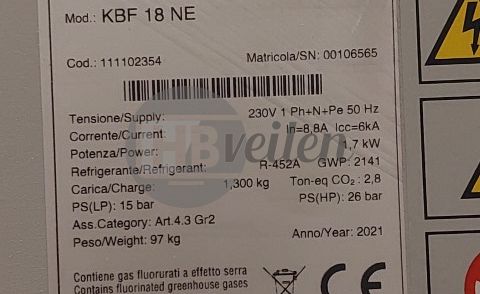 Mod.: KBF 18 NE
Cod.: 111102354 Matricola/SN: 00106565
Tensione/Supply: 230V 1 Ph+N+Pe 50 Hz
Corrente/Current: In=8,8A Icc=6kA
Potenza/Power: 1,7 kW
Refrigerante/Refrigerant: R-452A GWP: 2141
Carica/Charge: 1,300 kg Ton-eq CO2: 2,8
PS(LP): 15 bar PS(HP): 26 bar
Ass.Category: Art.4.3 Gr2
Peso/Weight: 97 kg Anno/Year: 2021
Contiene gas fluorurati a effetto serra
Contains fluorinated greenhouse gases
CE
HBveilen